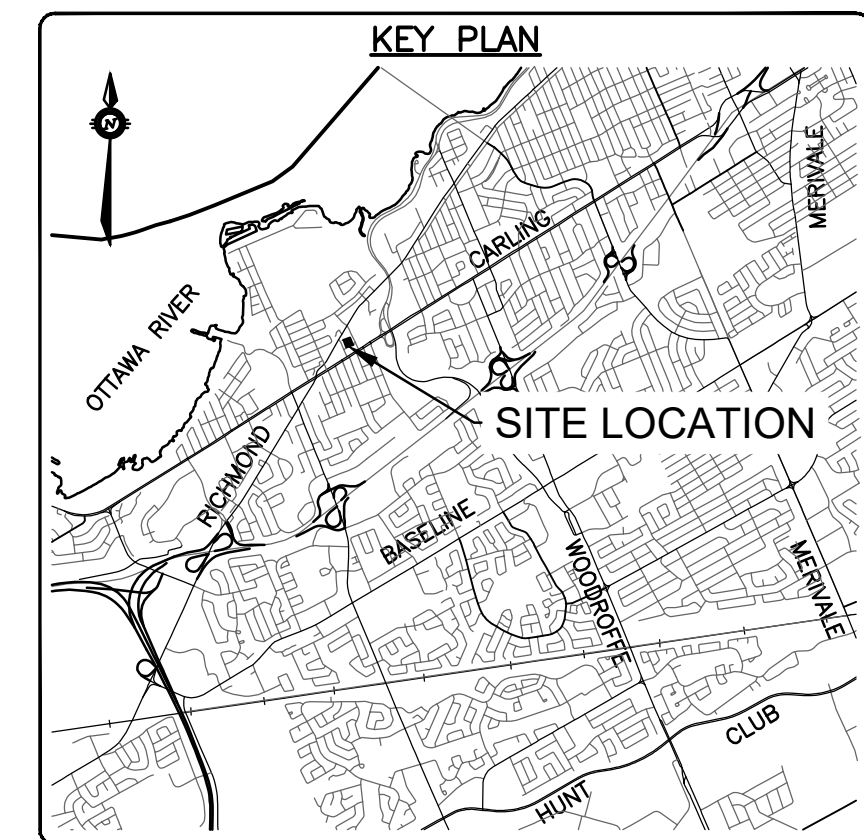 KEY PLAN
N
MERIVALE
CARLING
OTTAWA RIVER
SITE LOCATION
RICHMOND
BASELINE
WOODROFFE
MERIVALE
CLUB
HUNT